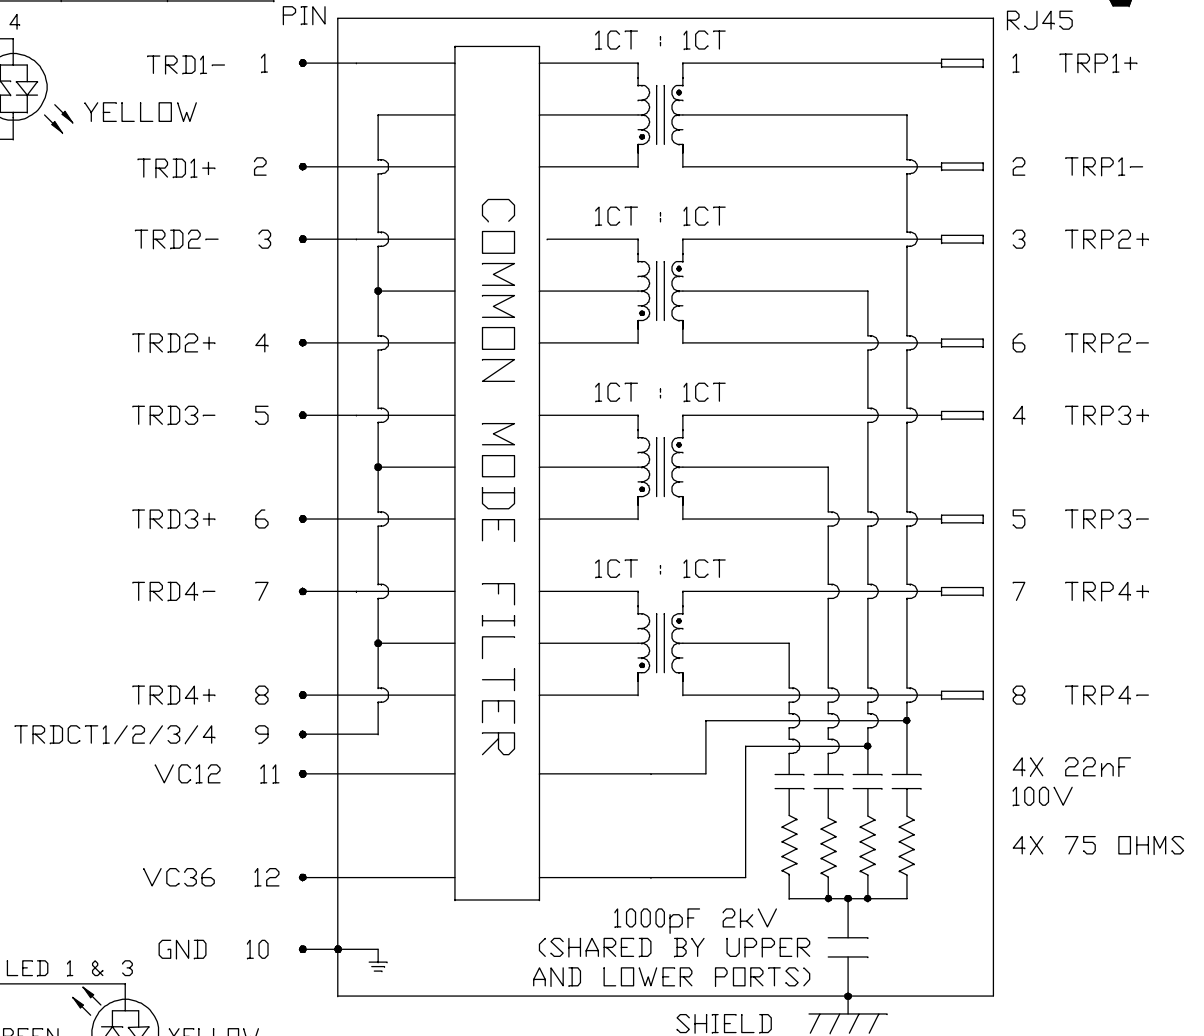 PIN
RJ45
4
1CT : 1CT
TRD1- 1
1 TRP1+
YELLOW
TRD1+ 2
2 TRP1-
1CT : 1CT
TRD2- 3
3 TRP2+
TRD2+ 4
6 TRP2-
1CT : 1CT
TRD3- 5
4 TRP3+
TRD3+ 6
5 TRP3-
1CT : 1CT
TRD4- 7
7 TRP4+
TRD4+ 8
8 TRP4-
COMMON MODE FILTER
TRDCT1/2/3/4 9
VC12 11
4X 22nF
100V
4X 75 OHMS
VC36 12
1000pF 2kV
(SHARED BY UPPER
AND LOWER PORTS)
GND 10
LED 1 & 3
YELLOW
SHIELD